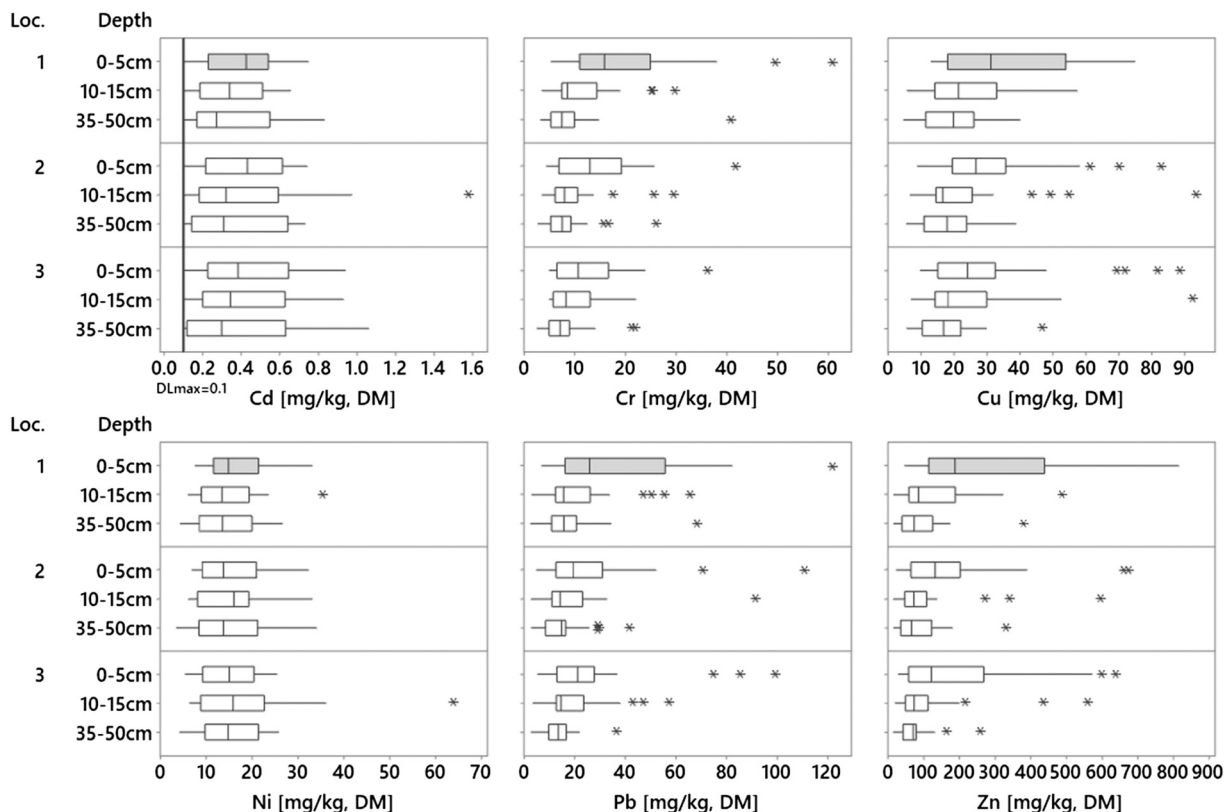 Loc. Depth
1 0-5cm
10-15cm
35-50cm
2 0-5cm
10-15cm
35-50cm
3 0-5cm
10-15cm
35-50cm
0.0 0.2 0.4 0.6 0.8 1.0 1.2 1.4 1.6
DLmax=0.1
Cd [mg/kg, DM]
0 10 20 30 40 50 60
Cr [mg/kg, DM]
0 10 20 30 40 50 60 70 80 90
Cu [mg/kg, DM]
Loc. Depth
1 0-5cm
10-15cm
35-50cm
2 0-5cm
10-15cm
35-50cm
3 0-5cm
10-15cm
35-50cm
0 10 20 30 40 50 60 70
Ni [mg/kg, DM]
0 20 40 60 80 100 120
Pb [mg/kg, DM]
0 100 200 300 400 500 600 700 800 900
Zn [mg/kg, DM]